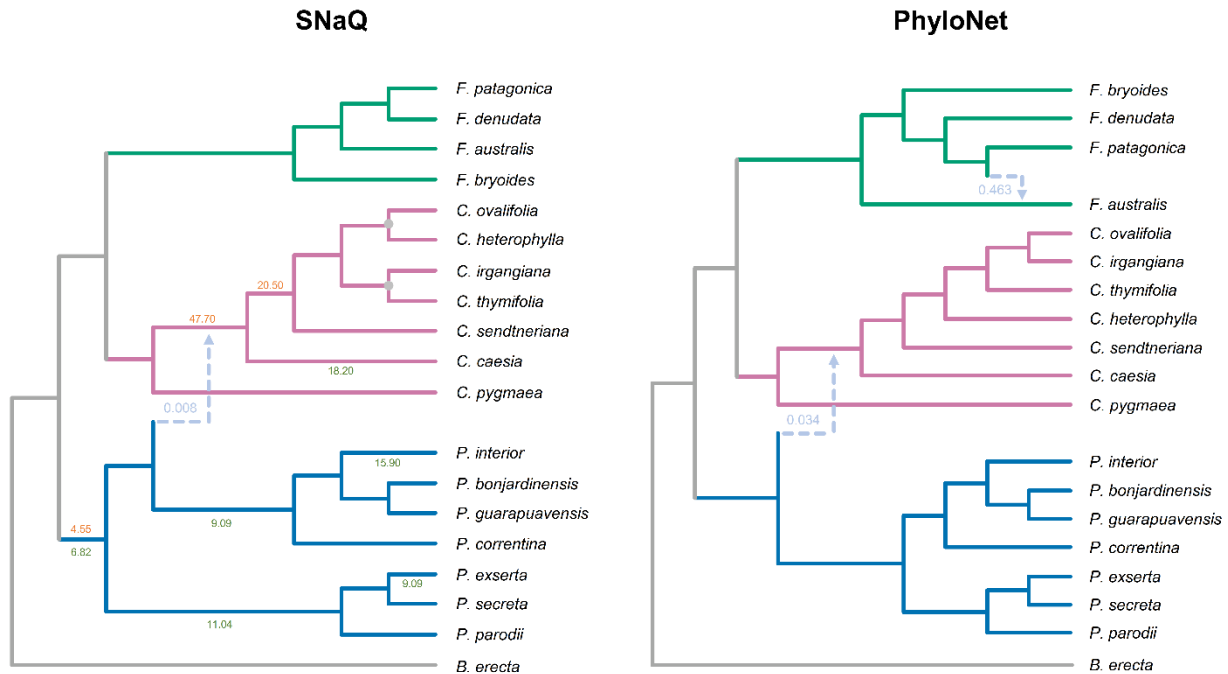 SNaQ
F. patagonica
F. denudata
F. australis
F. bryoides
C. ovalifolia
C. heterophylla
C. irgangiana
20.50
C. thymifolia
47.70
C. sendtneriana
C. caesia
18.20
C. pygmaea
0.008
P. interior
15.90
P. bonjardinensis
9.09
P. guarapuavensis
4.55
P. correntina
6.82
P. exserta
9.09
P. secreta
11.04
P. parodii
B. erecta
PhyloNet
F. bryoides
F. denudata
F. patagonica
0.463
F. australis
C. ovalifolia
C. irgangiana
C. thymifolia
C. heterophylla
C. sendtneriana
C. caesia
C. pygmaea
0.034
P. interior
P. bonjardinensis
P. guarapuavensis
P. correntina
P. exserta
P. secreta
P. parodii
B. erecta